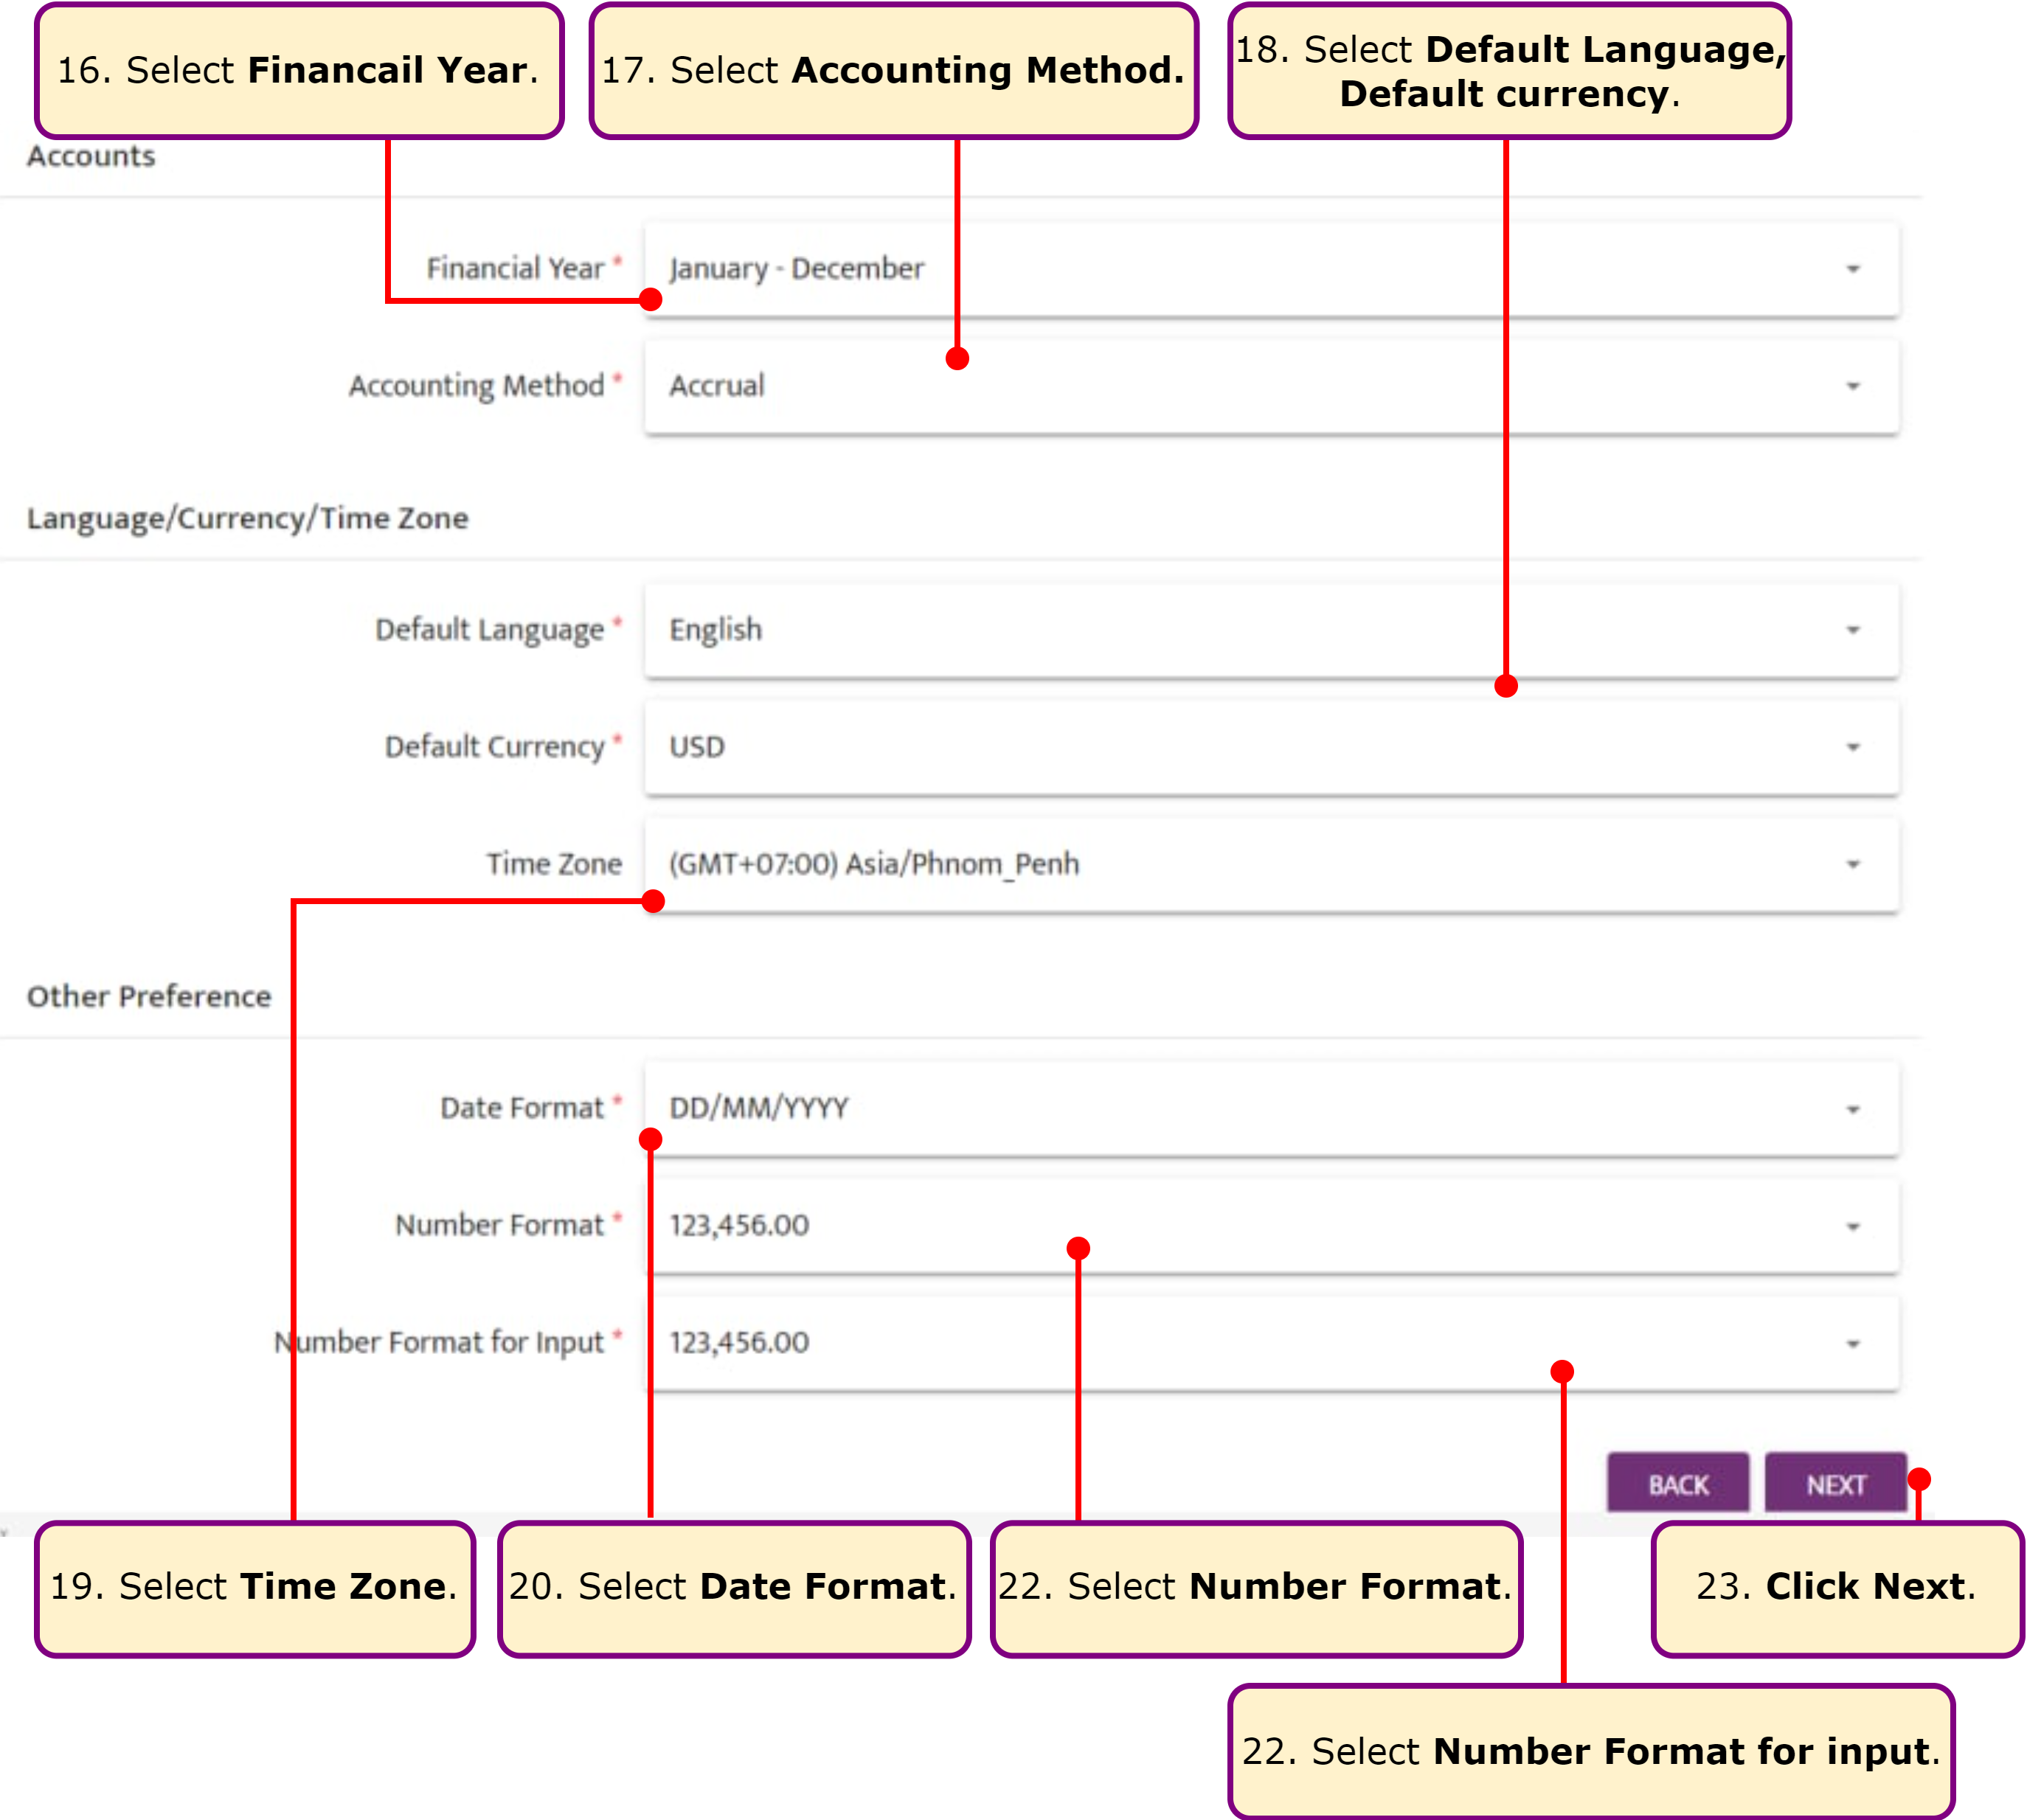 16. Select Financail Year.
17. Select Accounting Method.
18. Select Default Language,
Default currency.
Accounts
Financial Year * January - December
Accounting Method * Accrual
Language/Currency/Time Zone
Default Language * English
Default Currency * USD
Time Zone (GMT+07:00) Asia/Phnom_Penh
Other Preference
Date Format * DD/MM/YYYY
Number Format * 123,456.00
Number Format for Input * 123,456.00
BACK NEXT
19. Select Time Zone.
20. Select Date Format.
22. Select Number Format.
23. Click Next.
22. Select Number Format for input.